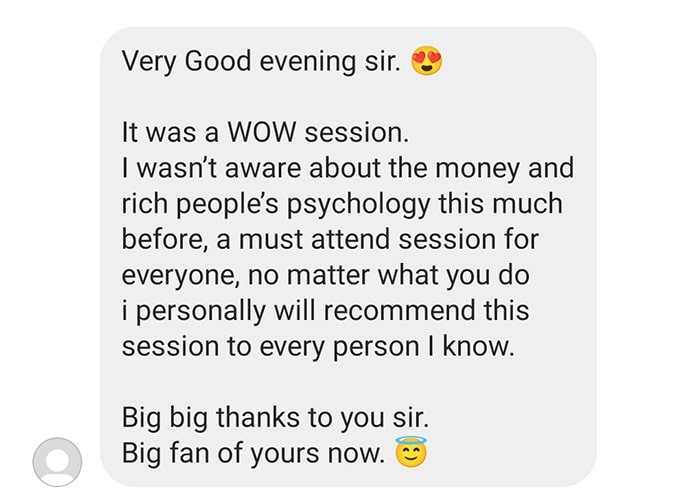 Very Good evening sir. 😍
It was a WOW session.
I wasn’t aware about the money and
rich people’s psychology this much
before, a must attend session for
everyone, no matter what you do
i personally will recommend this
session to every person I know.
Big big thanks to you sir.
Big fan of yours now. 😇